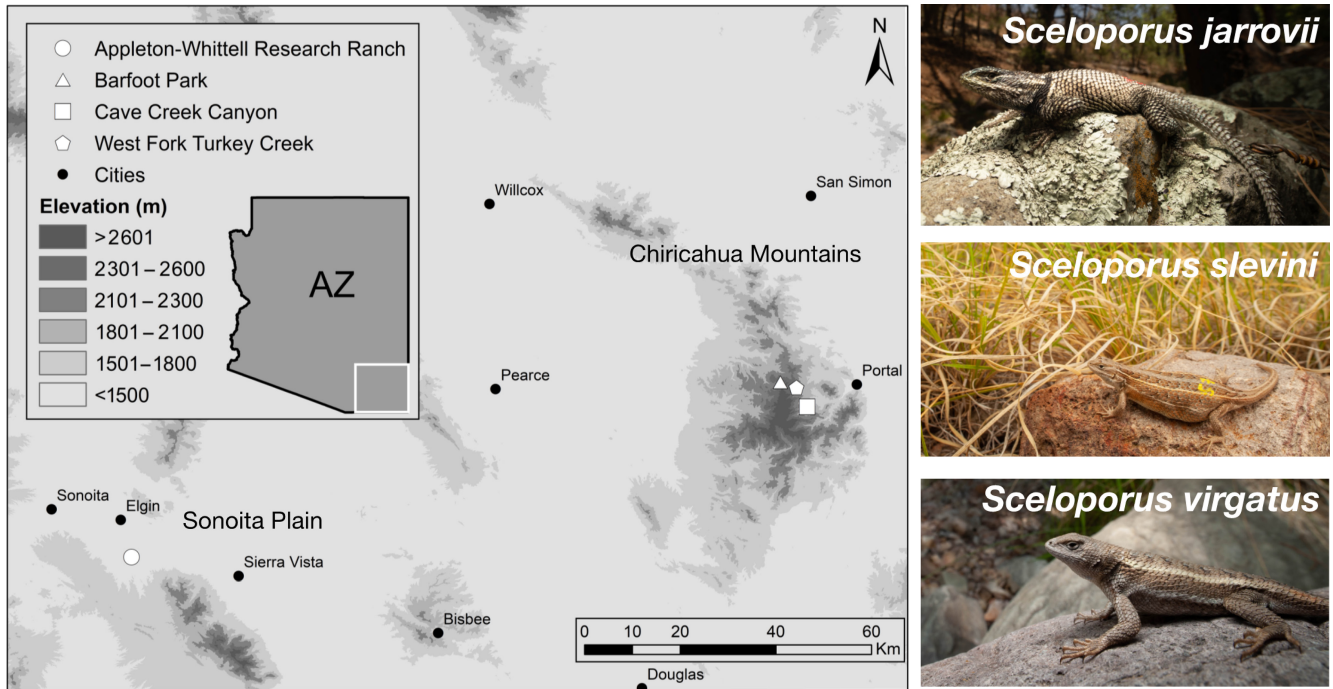 Appleton-Whittell Research Ranch
Barfoot Park
Cave Creek Canyon
West Fork Turkey Creek
Cities
Elevation (m)
>2601
2301–2600
2101–2300
1801–2100
1501–1800
<1500
AZ
N
Willcox
San Simon
Chiricahua Mountains
Pearce
Portal
Sonoita
Elgin
Sonoita Plain
Sierra Vista
Bisbee
Douglas
0 10 20 40 60
Km
Sceloporus jarrovii
Sceloporus slevini
Sceloporus virgatus